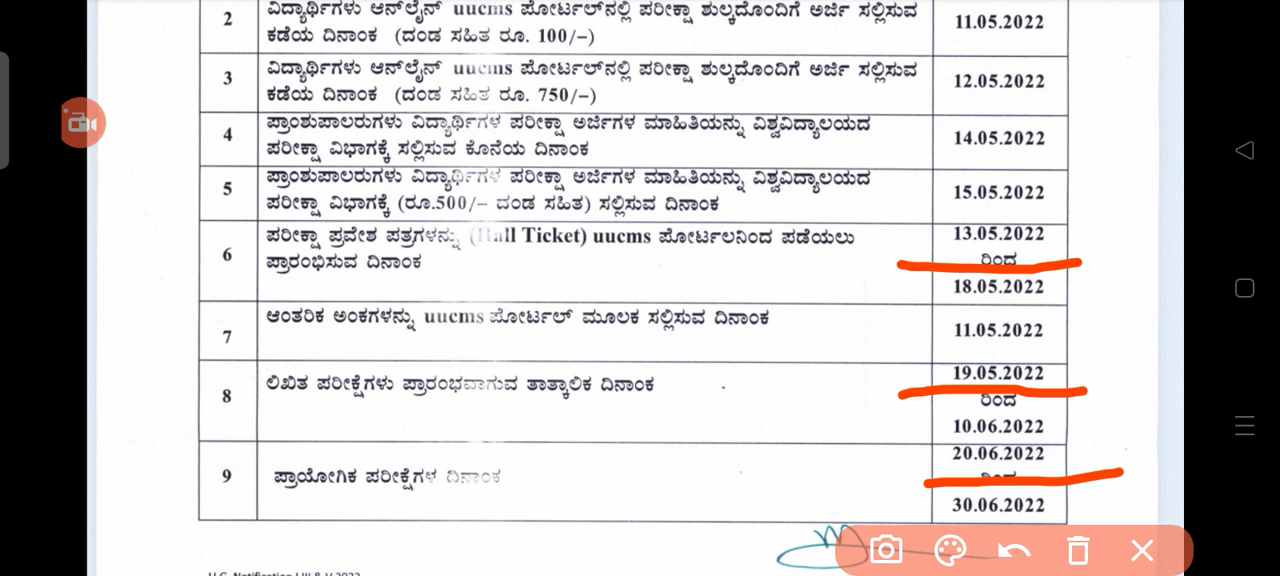 2
ವಿದ್ಯಾರ್ಥಿಗಳು ಆನ್‌ಲೈನ್ uucms ಪೋರ್ಟಲ್‌ನಲ್ಲಿ ಪರೀಕ್ಷಾ ಶುಲ್ಕದೊಂದಿಗೆ ಅರ್ಜಿ ಸಲ್ಲಿಸುವ
ಕಡೆಯ ದಿನಾಂಕ (ದಂಡ ಸಹಿತ ರೂ. 100/-)
11.05.2022
3
ವಿದ್ಯಾರ್ಥಿಗಳು ಆನ್‌ಲೈನ್ uucms ಪೋರ್ಟಲ್‌ನಲ್ಲಿ ಪರೀಕ್ಷಾ ಶುಲ್ಕದೊಂದಿಗೆ ಅರ್ಜಿ ಸಲ್ಲಿಸುವ
ಕಡೆಯ ದಿನಾಂಕ (ದಂಡ ಸಹಿತ ರೂ. 750/-)
12.05.2022
4
ಪ್ರಾಂಶುಪಾಲರುಗಳು ವಿದ್ಯಾರ್ಥಿಗಳ ಪರೀಕ್ಷಾ ಅರ್ಜಿಗಳ ಮಾಹಿತಿಯನ್ನು ವಿಶ್ವವಿದ್ಯಾಲಯದ
ಪರೀಕ್ಷಾ ವಿಭಾಗಕ್ಕೆ ಸಲ್ಲಿಸುವ ಕೊನೆಯ ದಿನಾಂಕ
14.05.2022
5
ಪ್ರಾಂಶುಪಾಲರುಗಳು ವಿದ್ಯಾರ್ಥಿಗಳ ಪರೀಕ್ಷಾ ಅರ್ಜಿಗಳ ಮಾಹಿತಿಯನ್ನು ವಿಶ್ವವಿದ್ಯಾಲಯದ
ಪರೀಕ್ಷಾ ವಿಭಾಗಕ್ಕೆ (ರೂ.500/- ದಂಡ ಸಹಿತ) ಸಲ್ಲಿಸುವ ದಿನಾಂಕ
15.05.2022
6
ಪರೀಕ್ಷಾ ಪ್ರವೇಶ ಪತ್ರಗಳನ್ನು (Hall Ticket) uucms ಪೋರ್ಟಲನಿಂದ ಪಡೆಯಲು
ಪ್ರಾರಂಭಿಸುವ ದಿನಾಂಕ
13.05.2022
ರಿಂದ
18.05.2022
7
ಆಂತರಿಕ ಅಂಕಗಳನ್ನು uucms ಪೋರ್ಟಲ್ ಮೂಲಕ ಸಲ್ಲಿಸುವ ದಿನಾಂಕ
11.05.2022
8
ಲಿಖಿತ ಪರೀಕ್ಷೆಗಳು ಪ್ರಾರಂಭವಾಗುವ ತಾತ್ಕಾಲಿಕ ದಿನಾಂಕ
19.05.2022
ರಿಂದ
10.06.2022
9
ಪ್ರಾಯೋಗಿಕ ಪರೀಕ್ಷೆಗಳ ದಿನಾಂಕ
20.06.2022
30.06.2022